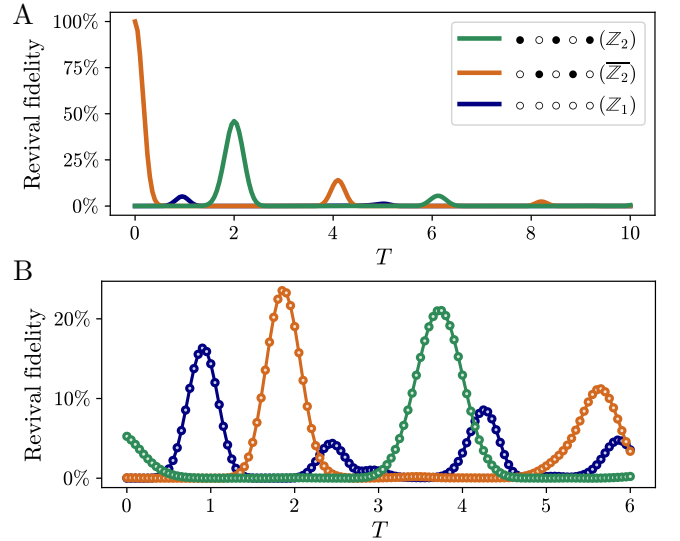 A
100%
75%
50%
25%
0%
Revival fidelity
● ○ ● ○ ● (ℤ₂)
○ ● ○ ● ○ (ℤ̅₂̅)
○ ○ ○ ○ ○ (ℤ₁)
0 2 4 6 8 10
T
B
20%
10%
0%
Revival fidelity
0 1 2 3 4 5 6
T